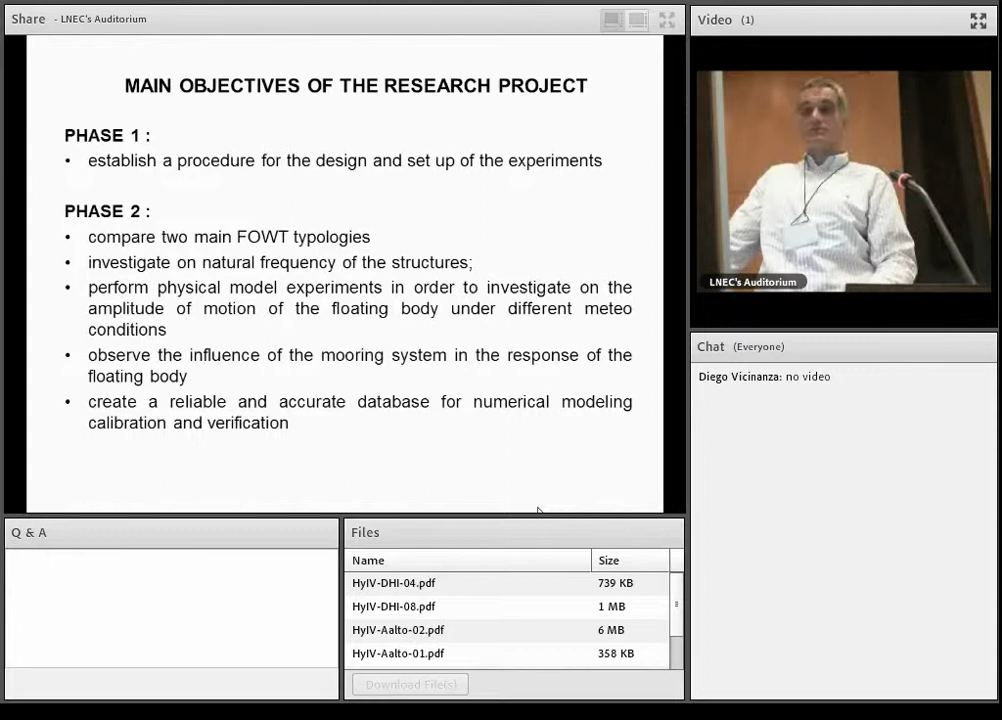 Share - LNEC's Auditorium
MAIN OBJECTIVES OF THE RESEARCH PROJECT
PHASE 1 :
• establish a procedure for the design and set up of the experiments
PHASE 2 :
• compare two main FOWT typologies
• investigate on natural frequency of the structures;
• perform physical model experiments in order to investigate on the
amplitude of motion of the floating body under different meteo
conditions
• observe the influence of the mooring system in the response of the
floating body
• create a reliable and accurate database for numerical modeling
calibration and verification
Video (1)
LNEC's Auditorium
Chat (Everyone)
Diego Vicinanza: no video
Q & A
Files
Name Size
HyIV-DHI-04.pdf 739 KB
HyIV-DHI-08.pdf 1 MB
HyIV-Aalto-02.pdf 6 MB
HyIV-Aalto-01.pdf 358 KB
Download File(s)